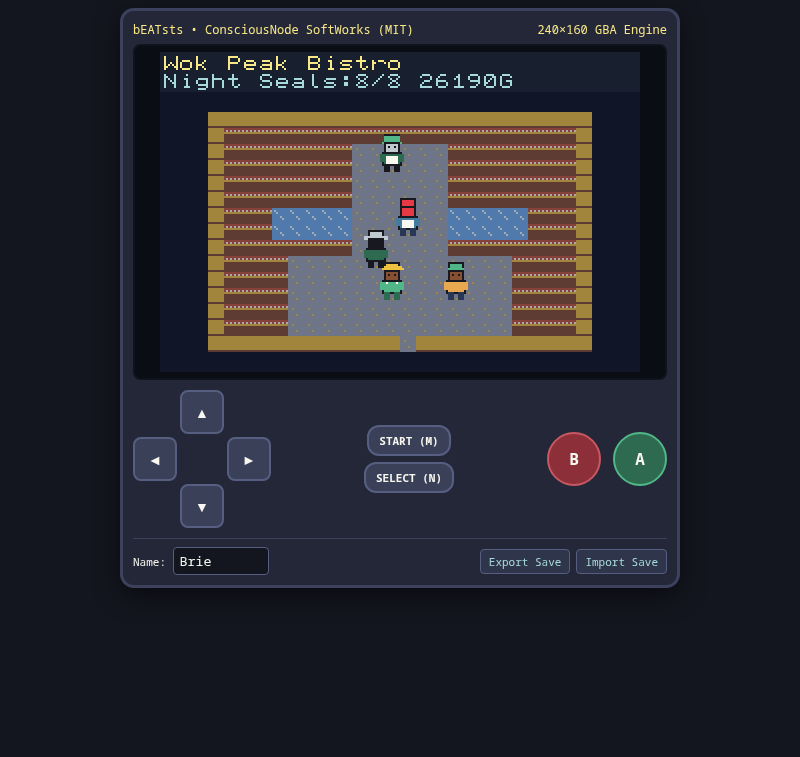 bEATsts • ConsciousNode SoftWorks (MIT)
240×160 GBA Engine
Wok Peak Bistro
Night Seals:8/8 26190G
▲
◄
►
▼
START (M)
SELECT (N)
B
A
Name:
Brie
Export Save
Import Save